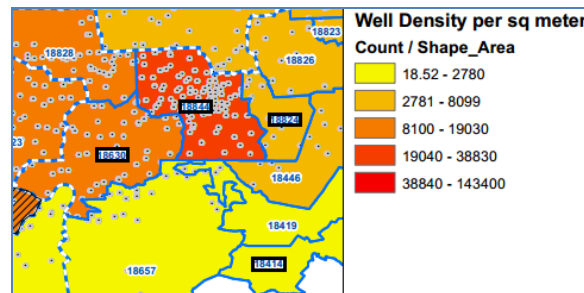 Well Density per sq meter
Count / Shape_Area
18.52 - 2780
2781 - 8099
8100 - 19030
19040 - 38830
38840 - 143400
18823
18828
18826
18844
18824
23
18630
18446
18419
18657
18414